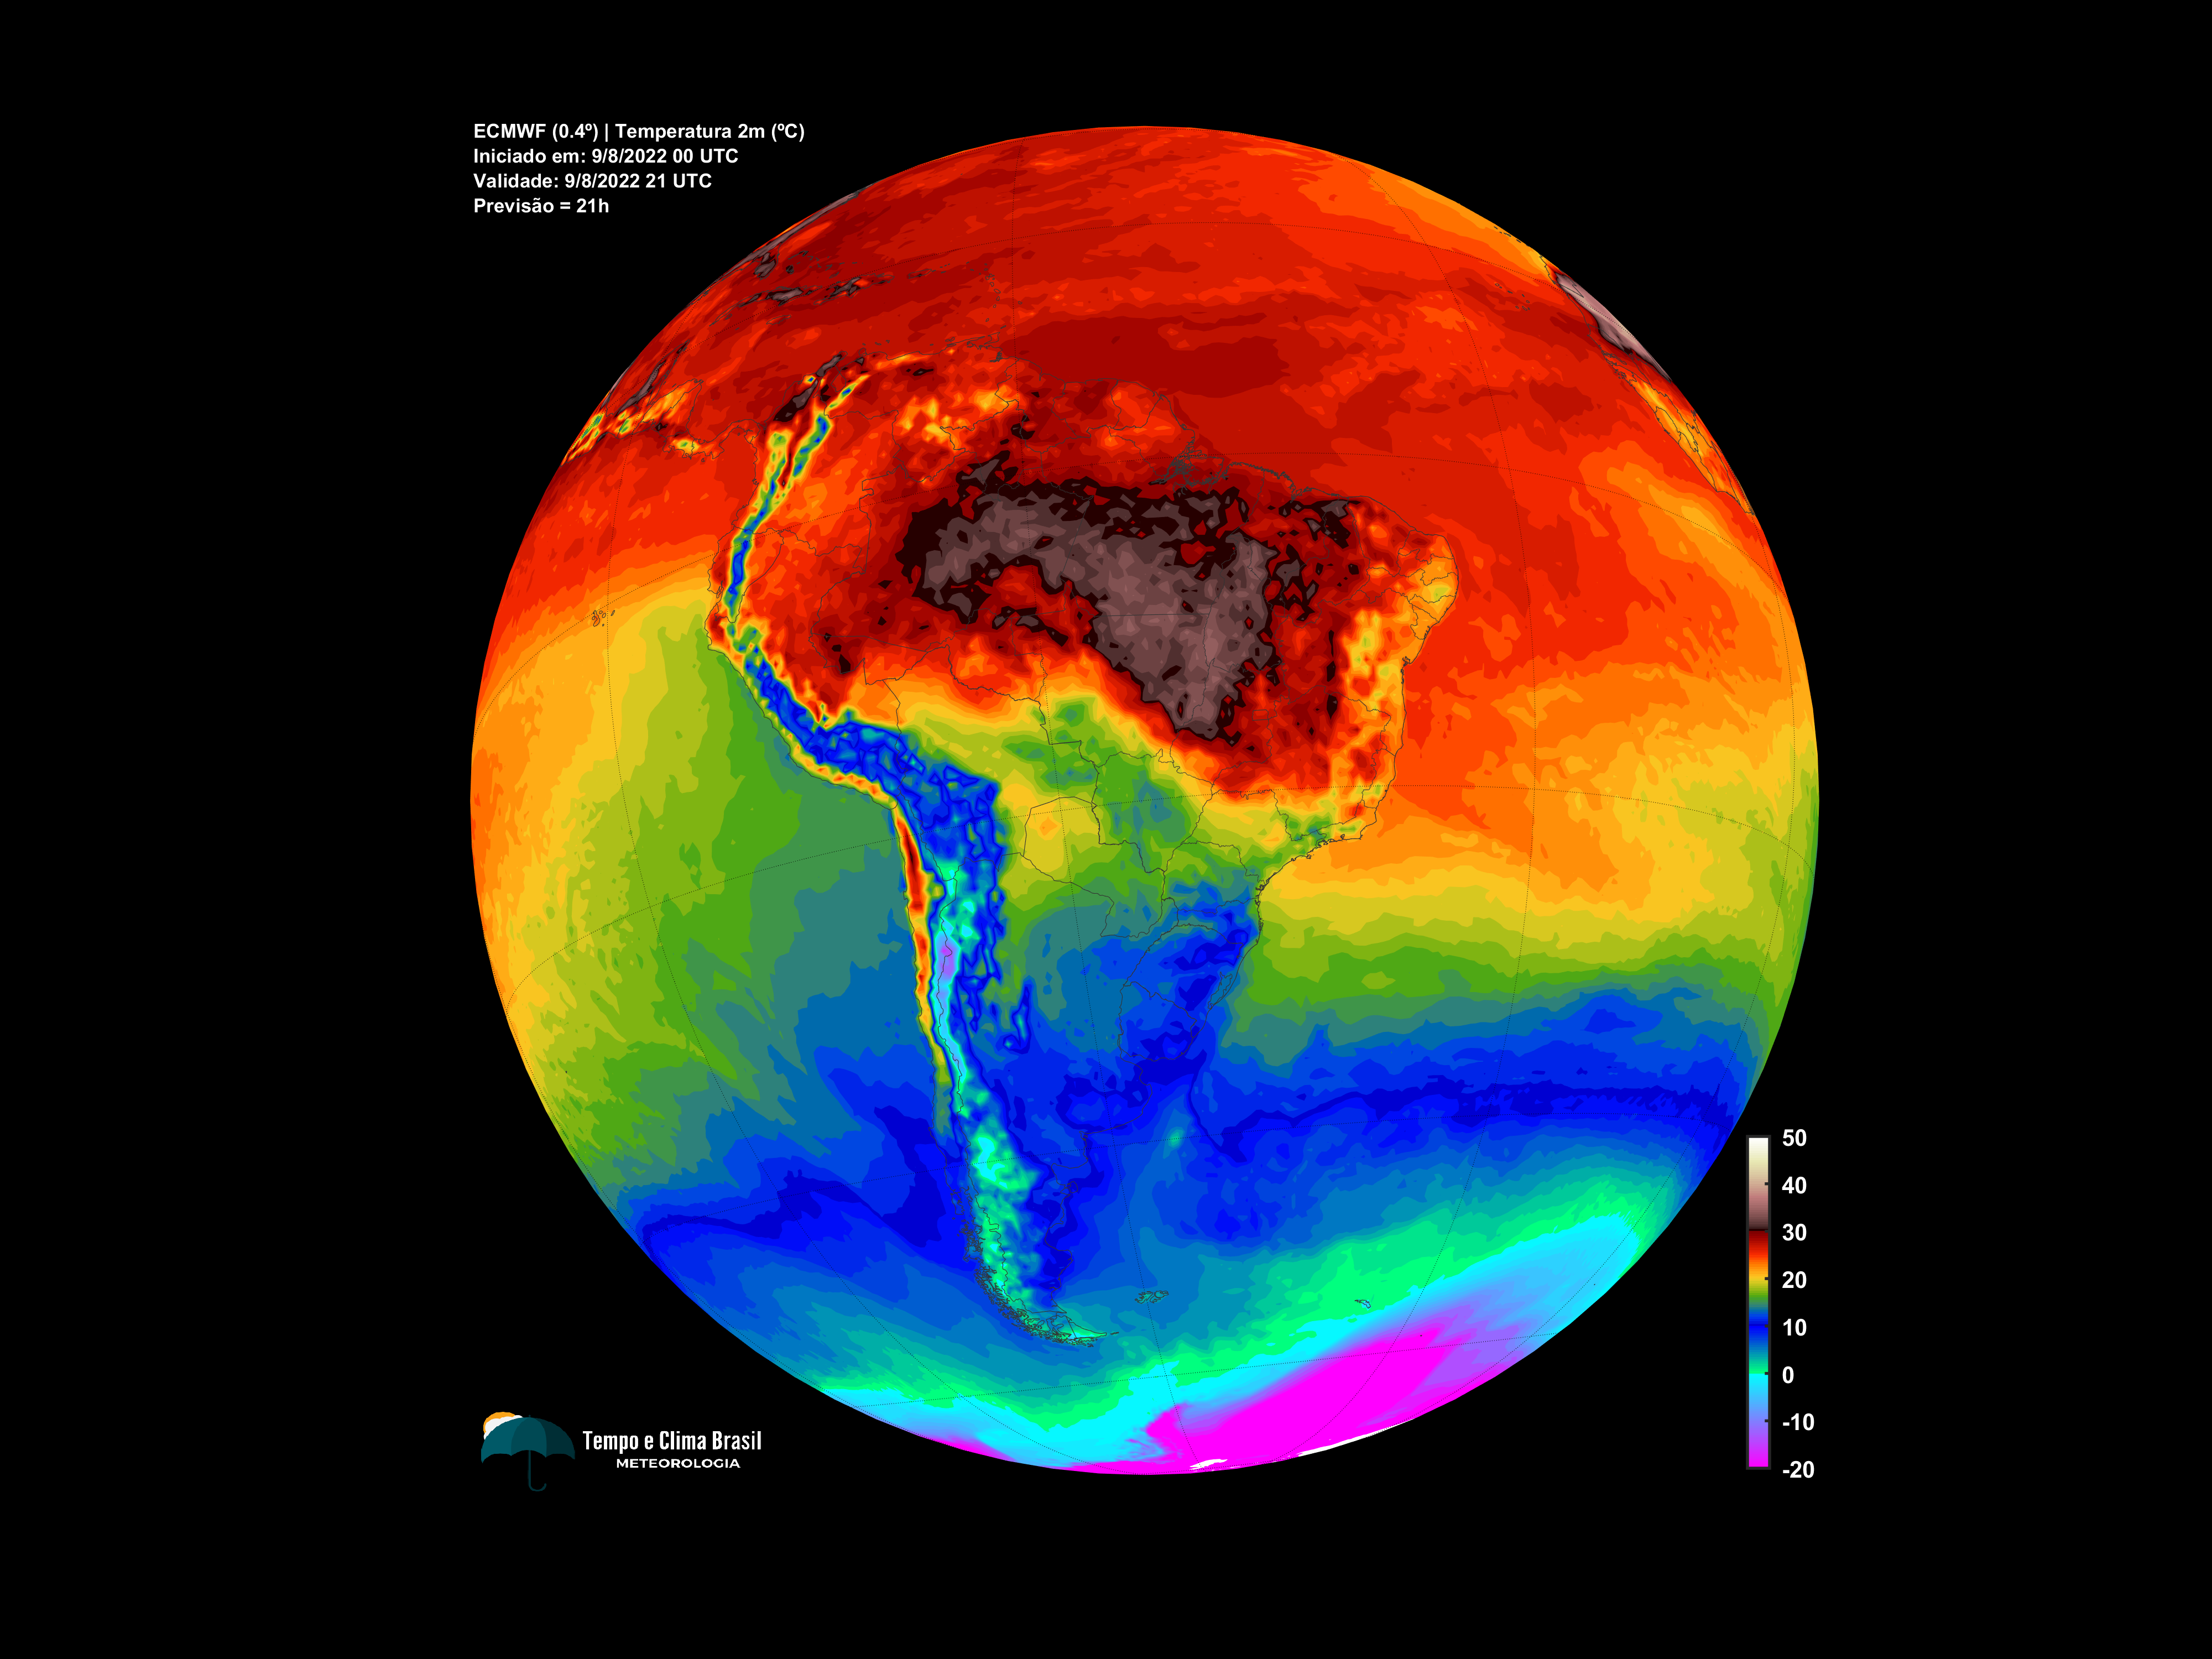 ECMWF (0.4º) | Temperatura 2m (ºC)
Iniciado em: 9/8/2022 00 UTC
Validade: 9/8/2022 21 UTC
Previsão = 21h
50
40
30
20
10
0
-10
-20
Tempo e Clima Brasil
METEOROLOGIA